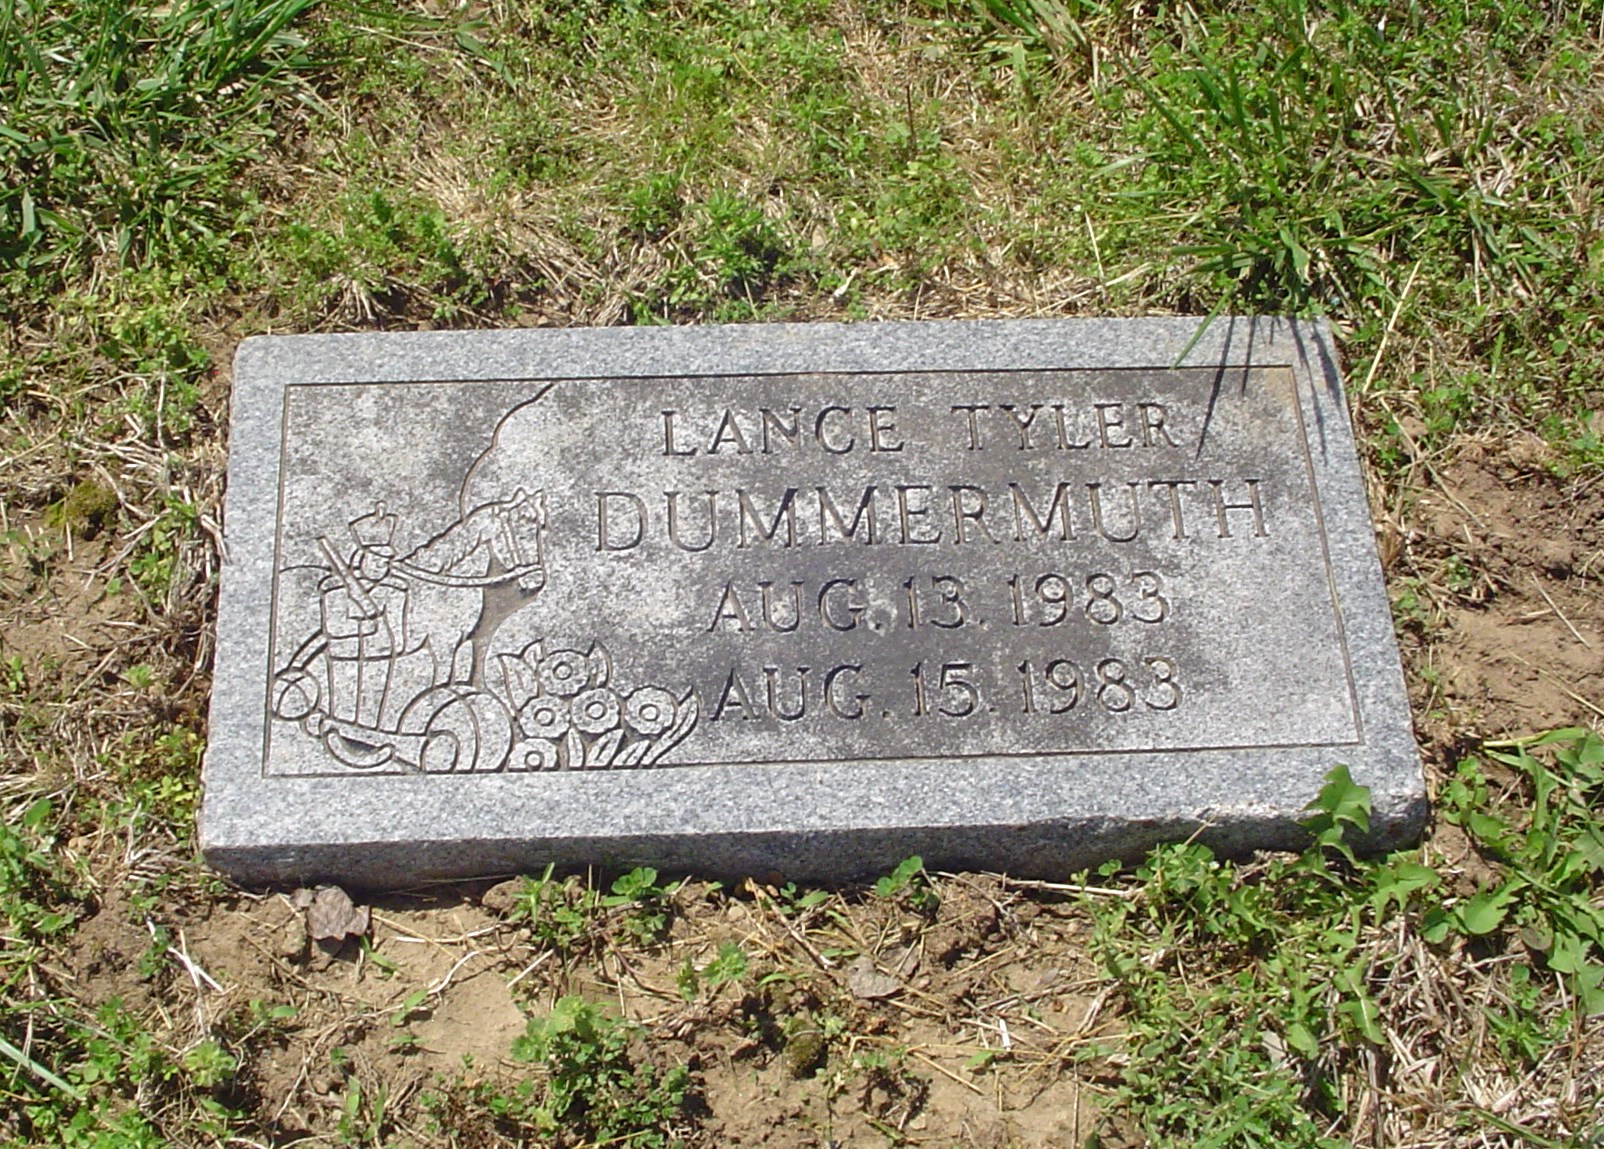 LANCE TYLER
DUMMERMUTH
AUG. 13. 1983
AUG. 15. 1983